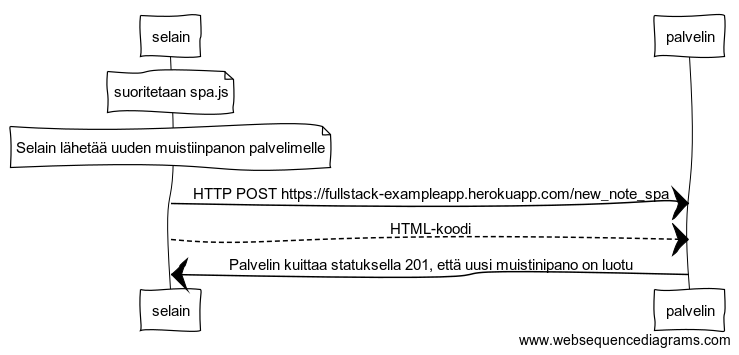 selain
palvelin
suoritetaan spa.js
Selain lähetää uuden muistiinpanon palvelimelle
HTTP POST https://fullstack-exampleapp.herokuapp.com/new_note_spa
HTML-koodi
Palvelin kuittaa statuksella 201, että uusi muistinipano on luotu
selain
palvelin
www.websequencediagrams.com